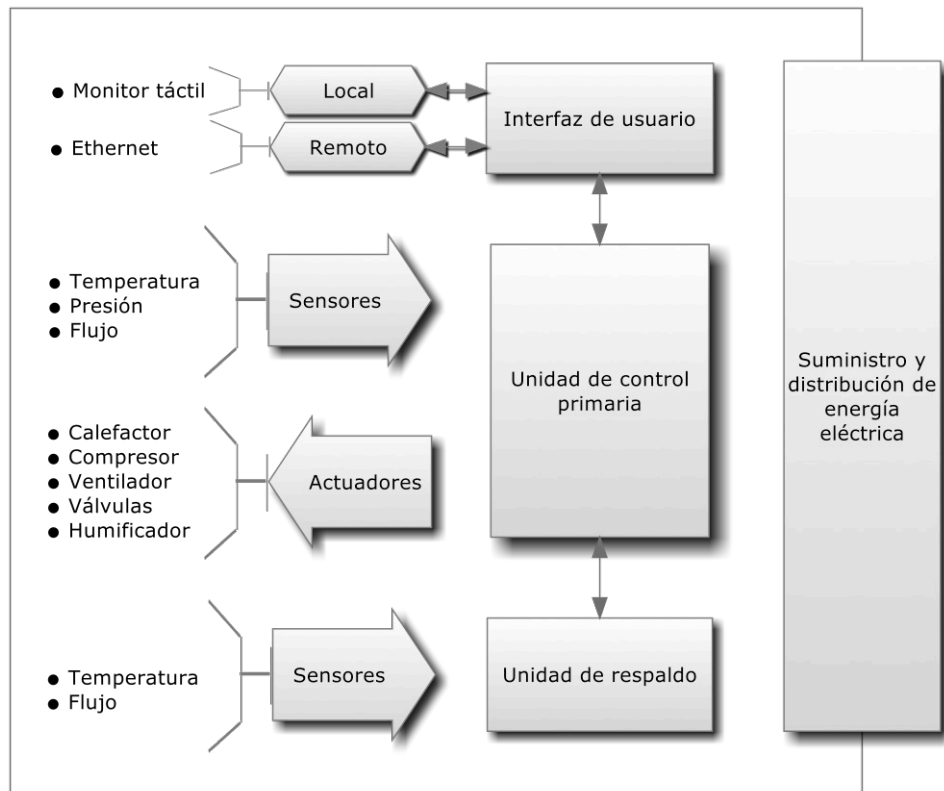 ● Monitor táctil
Local
Interfaz de usuario
● Ethernet
Remoto
● Temperatura
● Presión
● Flujo
Sensores
Unidad de control
primaria
Suministro y
distribución de
energía
eléctrica
● Calefactor
● Compresor
● Ventilador
● Válvulas
● Humificador
Actuadores
● Temperatura
● Flujo
Sensores
Unidad de respaldo